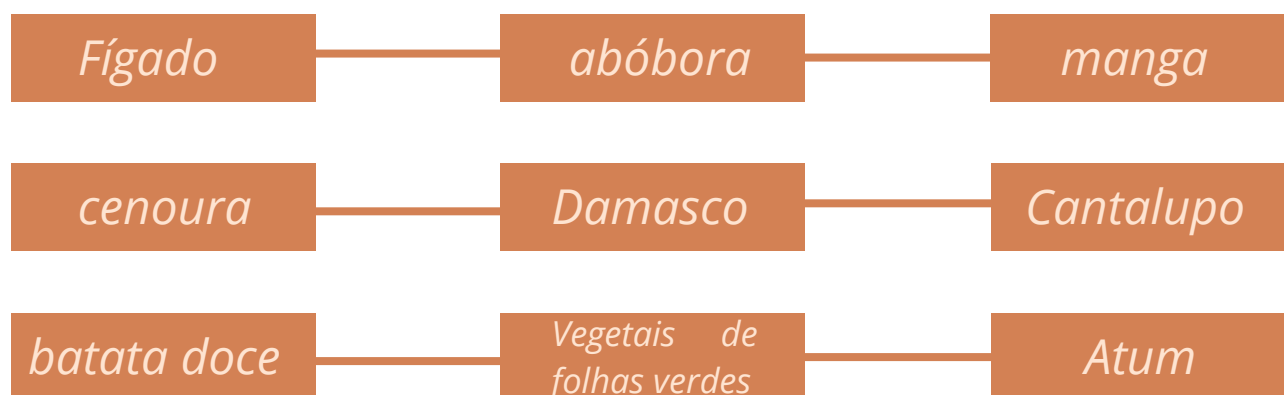 Fígado abóbora manga
cenoura Damasco Cantalupo
batata doce Vegetais de folhas verdes Atum